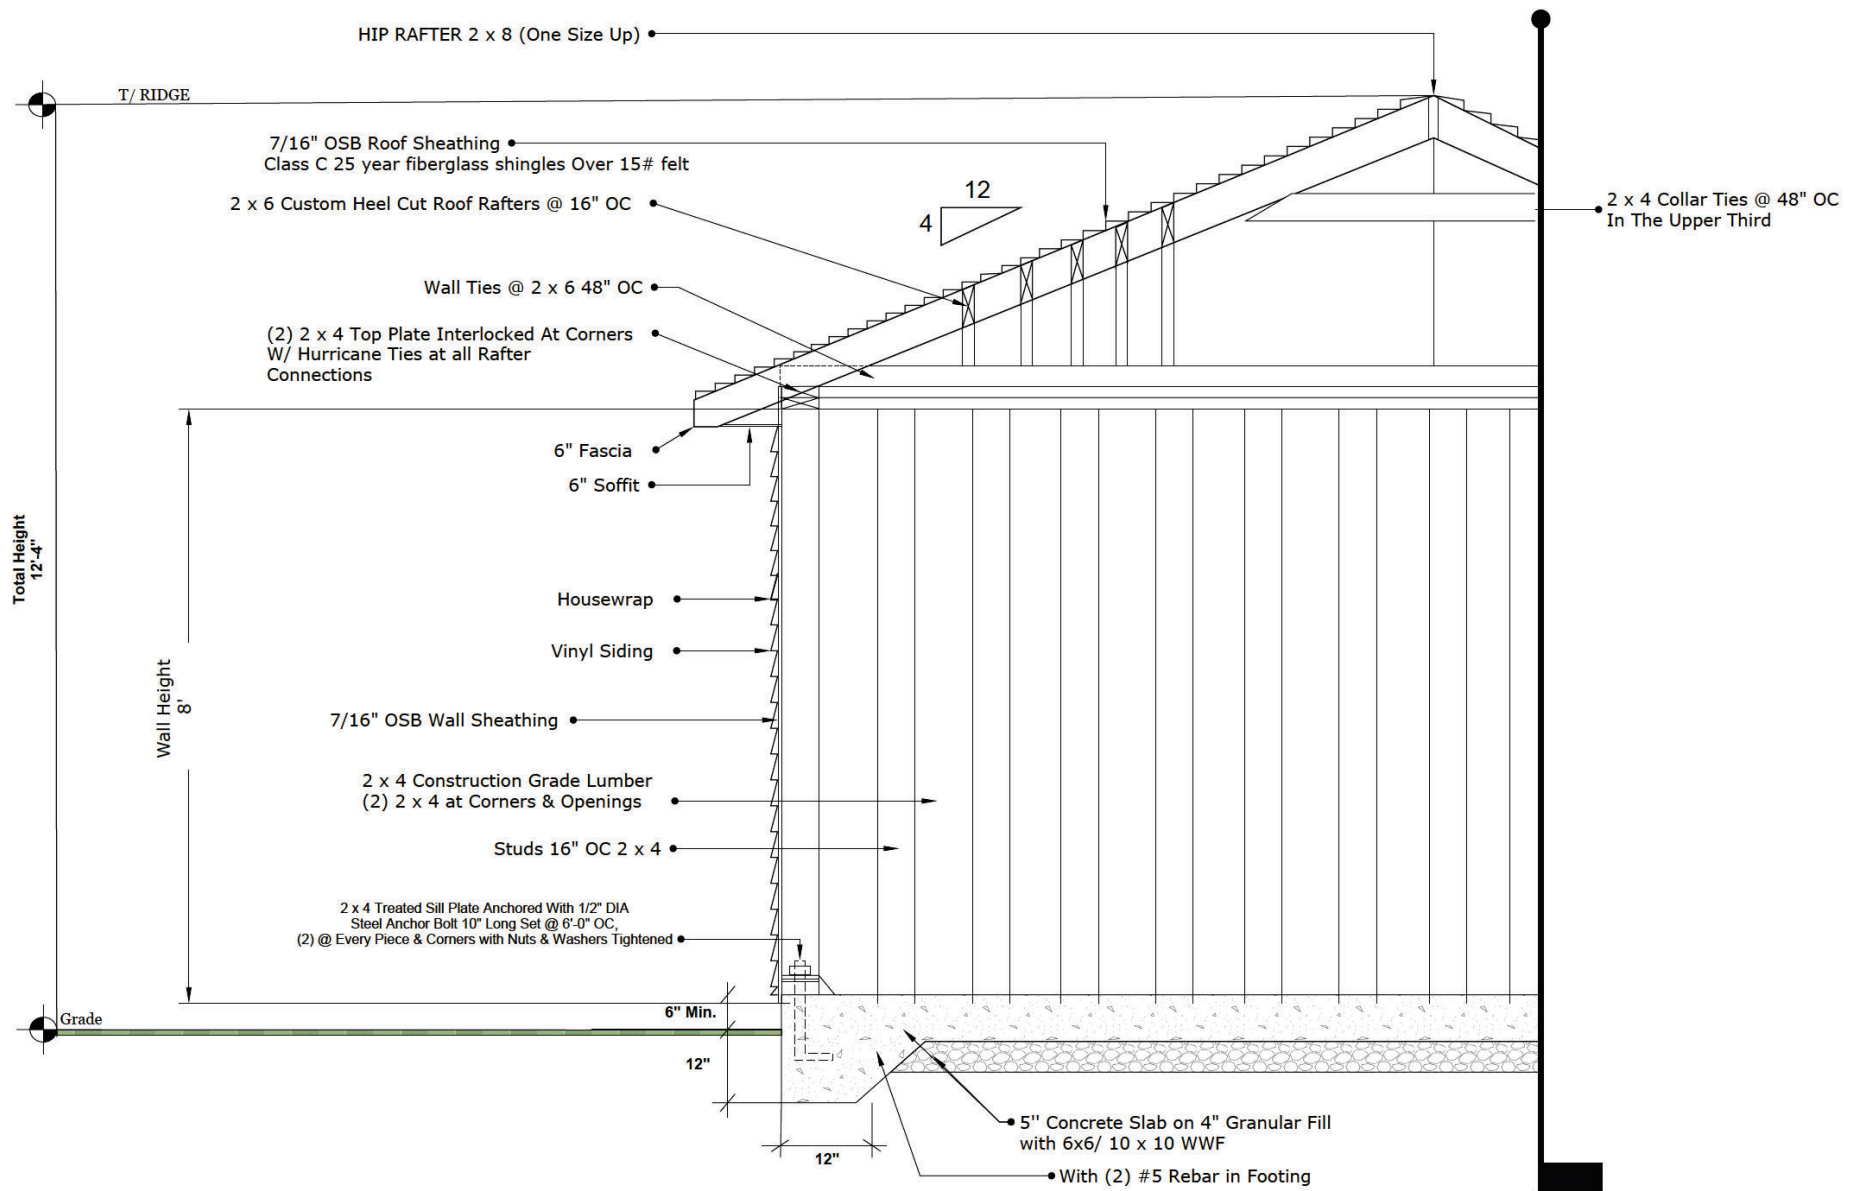 HIP RAFTER 2 x 8 (One Size Up)
T/ RIDGE
7/16" OSB Roof Sheathing
Class C 25 year fiberglass shingles Over 15# felt
12
4
2 x 6 Custom Heel Cut Roof Rafters @ 16" OC
2 x 4 Collar Ties @ 48" OC
In The Upper Third
Wall Ties @ 2 x 6 48" OC
(2) 2 x 4 Top Plate Interlocked At Corners
W/ Hurricane Ties at all Rafter
Connections
6" Fascia
6" Soffit
Total Height
12'-4"
Wall Height
8'
Housewrap
Vinyl Siding
7/16" OSB Wall Sheathing
2 x 4 Construction Grade Lumber
(2) 2 x 4 at Corners & Openings
Studs 16" OC 2 x 4
2 x 4 Treated Sill Plate Anchored With 1/2" DIA
Steel Anchor Bolt 10" Long Set @ 6'-0" OC,
(2) @ Every Piece & Corners with Nuts & Washers Tightened
Grade
6" Min.
12"
12"
5'' Concrete Slab on 4" Granular Fill
with 6x6/ 10 x 10 WWF
With (2) #5 Rebar in Footing